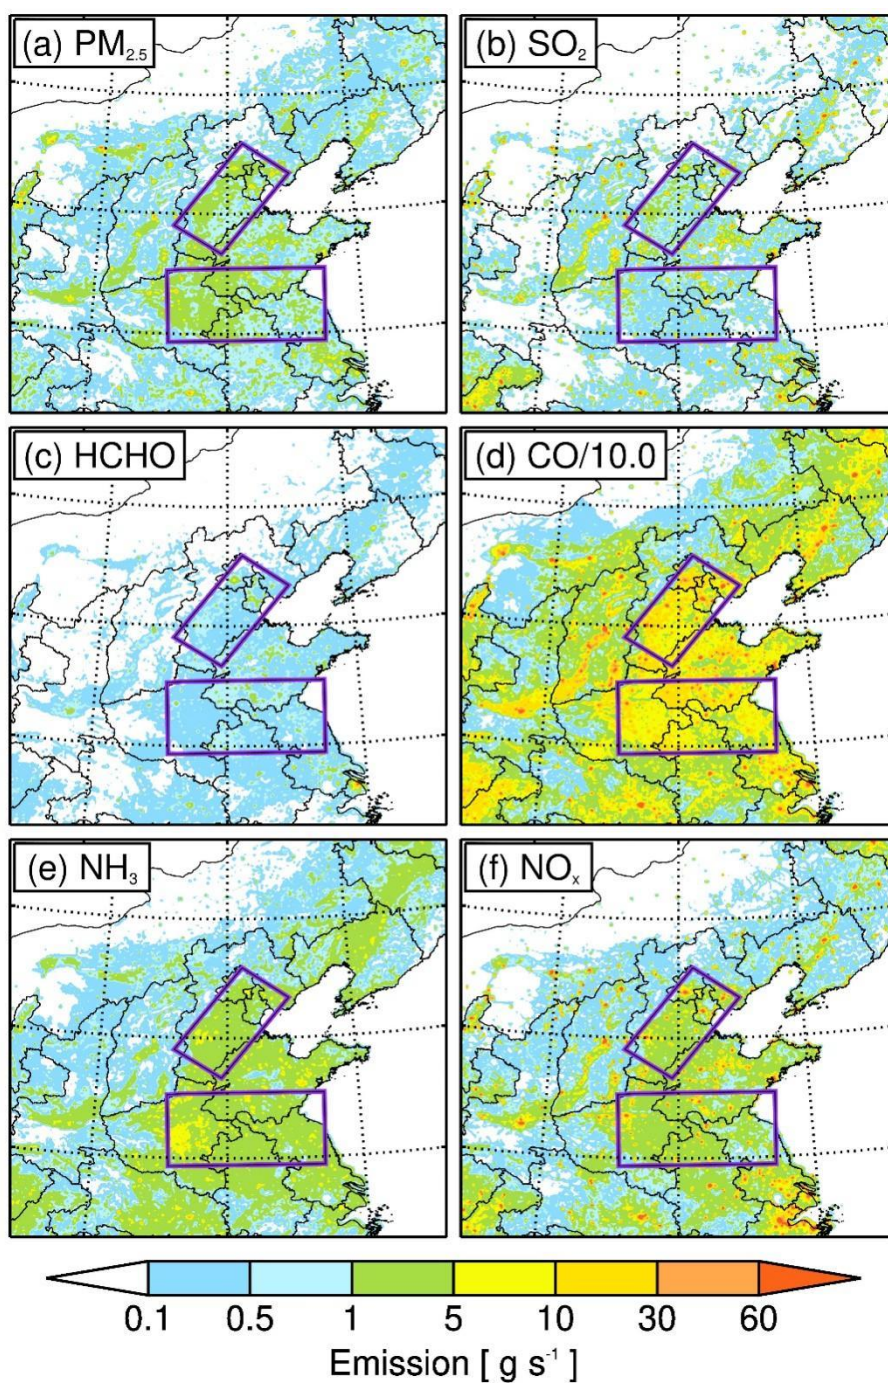 (a) PM₂.₅
(b) SO₂
(c) HCHO
(d) CO/10.0
(e) NH₃
(f) NOₓ
0.1 0.5 1 5 10 30 60
Emission [ g s⁻¹ ]